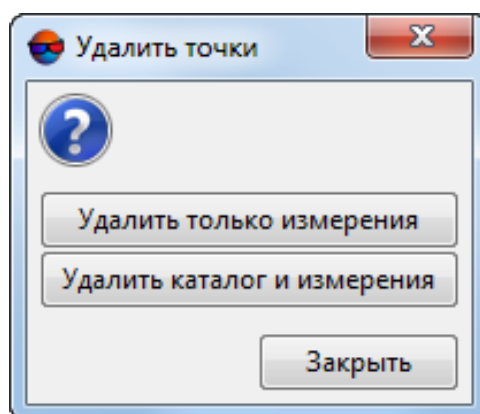 Удалить точки
Удалить только измерения
Удалить каталог и измерения
Закрыть